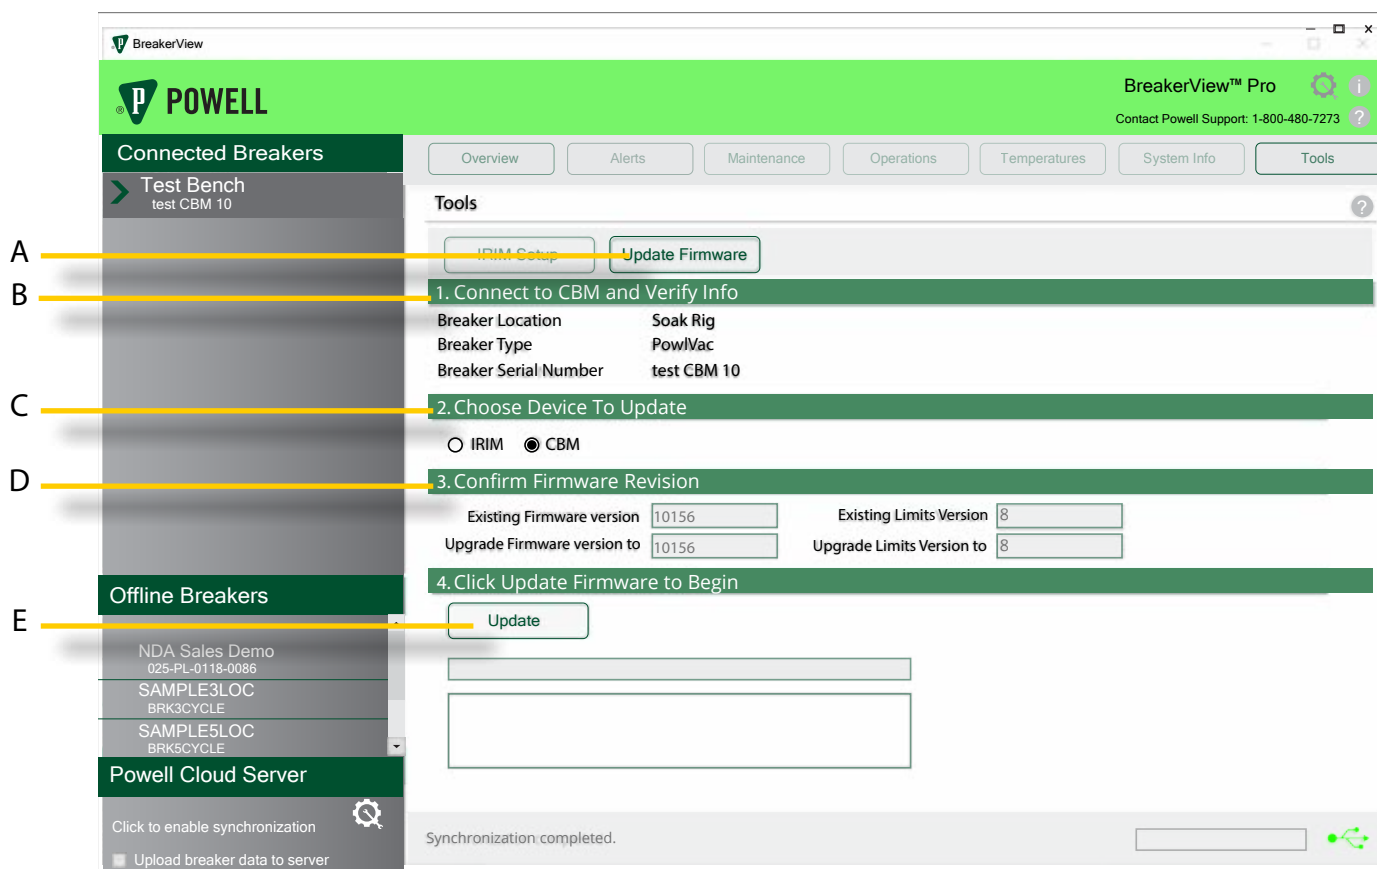 BreakerView
POWELL
BreakerView™ Pro
Contact Powell Support: 1-800-480-7273
Connected Breakers
Test Bench
test CBM 10
Overview
Alerts
Maintenance
Operations
Temperatures
System Info
Tools
Tools
A
IRIM Setup
Update Firmware
B
1. Connect to CBM and Verify Info
Breaker Location Soak Rig
Breaker Type PowlVac
Breaker Serial Number test CBM 10
C
2. Choose Device To Update
IRIM CBM
D
3. Confirm Firmware Revision
Existing Firmware version 10156 Existing Limits Version 8
Upgrade Firmware version to 10156 Upgrade Limits Version to 8
4. Click Update Firmware to Begin
E
Update
Offline Breakers
NDA Sales Demo
025-PL-0118-0086
SAMPLE3LOC
BRK3CYCLE
SAMPLE5LOC
BRK5CYCLE
Powell Cloud Server
Click to enable synchronization
Upload breaker data to server
Synchronization completed.